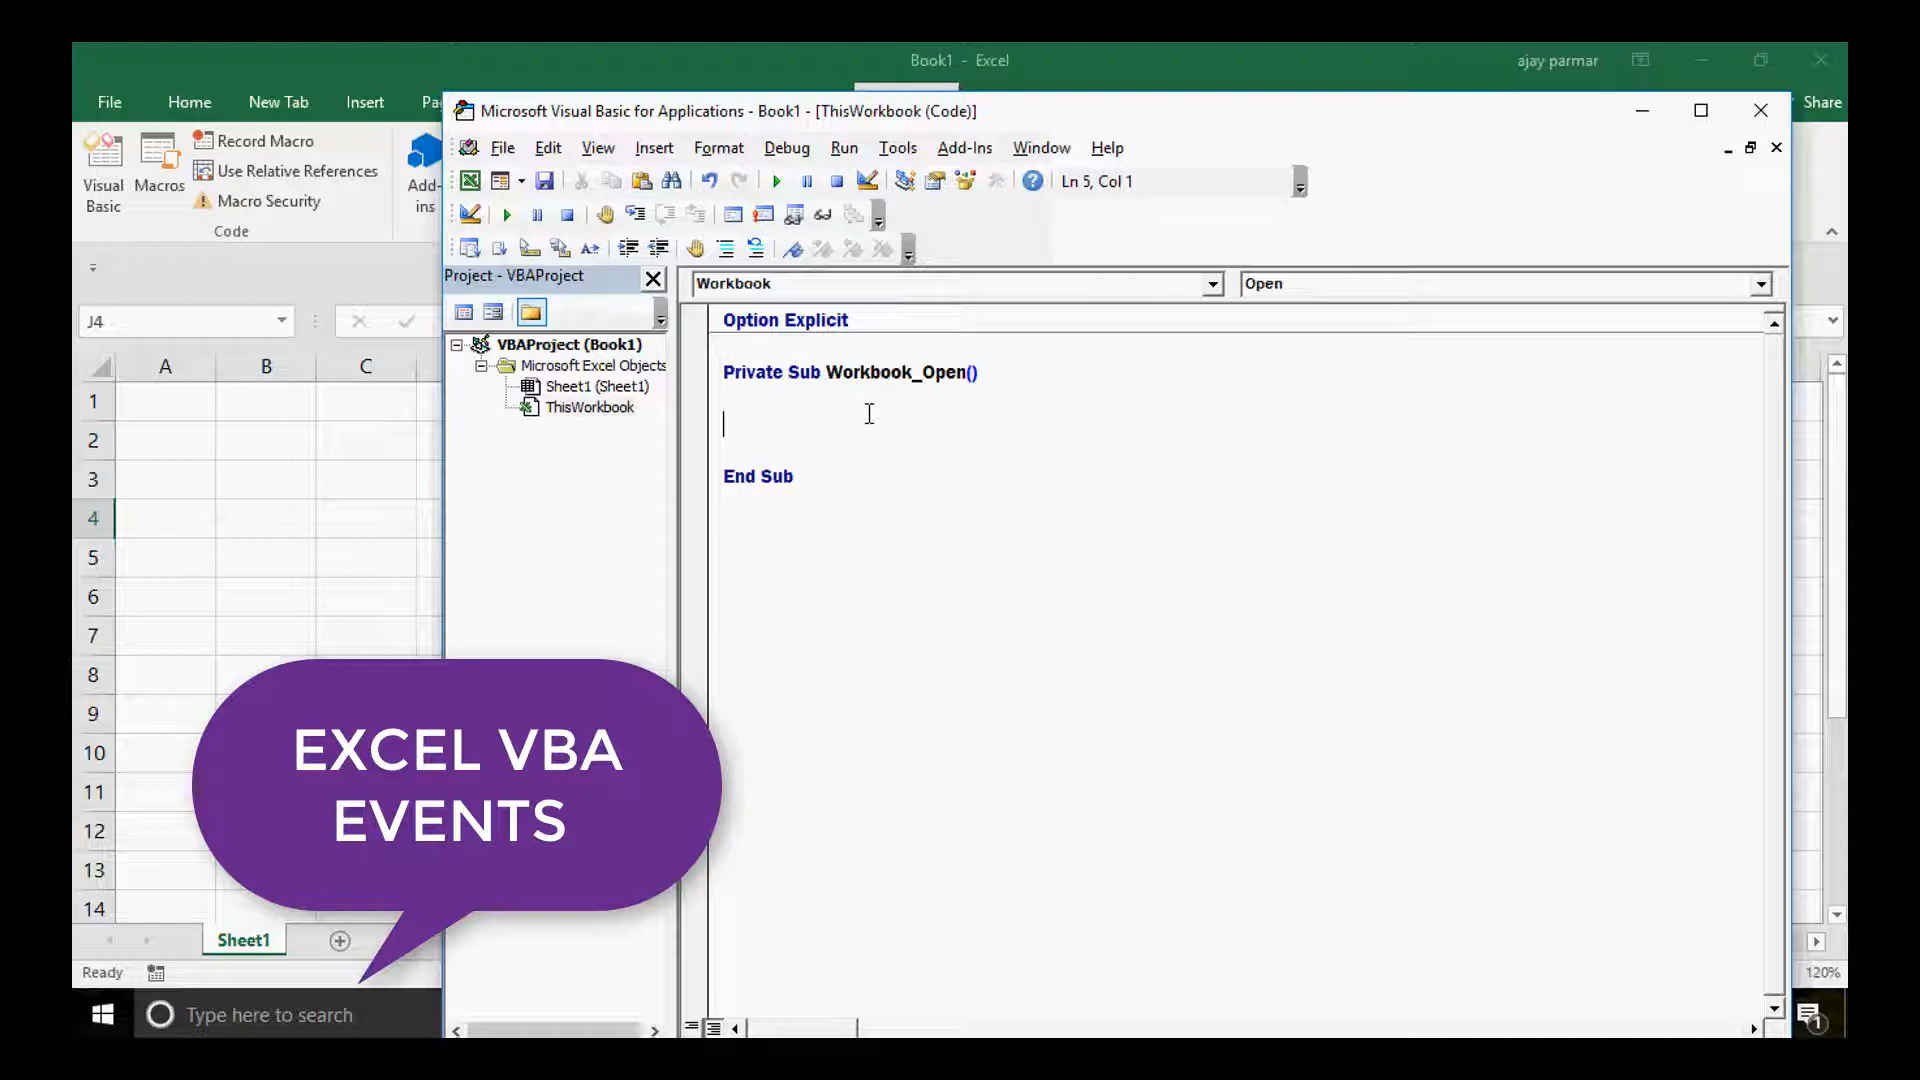 Book1 - Excel
ajay parmar
File Home New Tab Insert
Share
Microsoft Visual Basic for Applications - Book1 - [ThisWorkbook (Code)]
File Edit View Insert Format Debug Run Tools Add-Ins Window Help
Ln 5, Col 1
Visual
Basic
Macros
Record Macro
Use Relative References
Macro Security
Code
Add-
ins
Project - VBAProject
Workbook
Open
J4
A B C
VBAProject (Book1)
Microsoft Excel Objects
Sheet1 (Sheet1)
ThisWorkbook
Option Explicit
Private Sub Workbook_Open()
End Sub
1
2
3
4
5
6
7
8
9
10
11
12
13
14
EXCEL VBA
EVENTS
Sheet1
Ready
120%
Type here to search
1